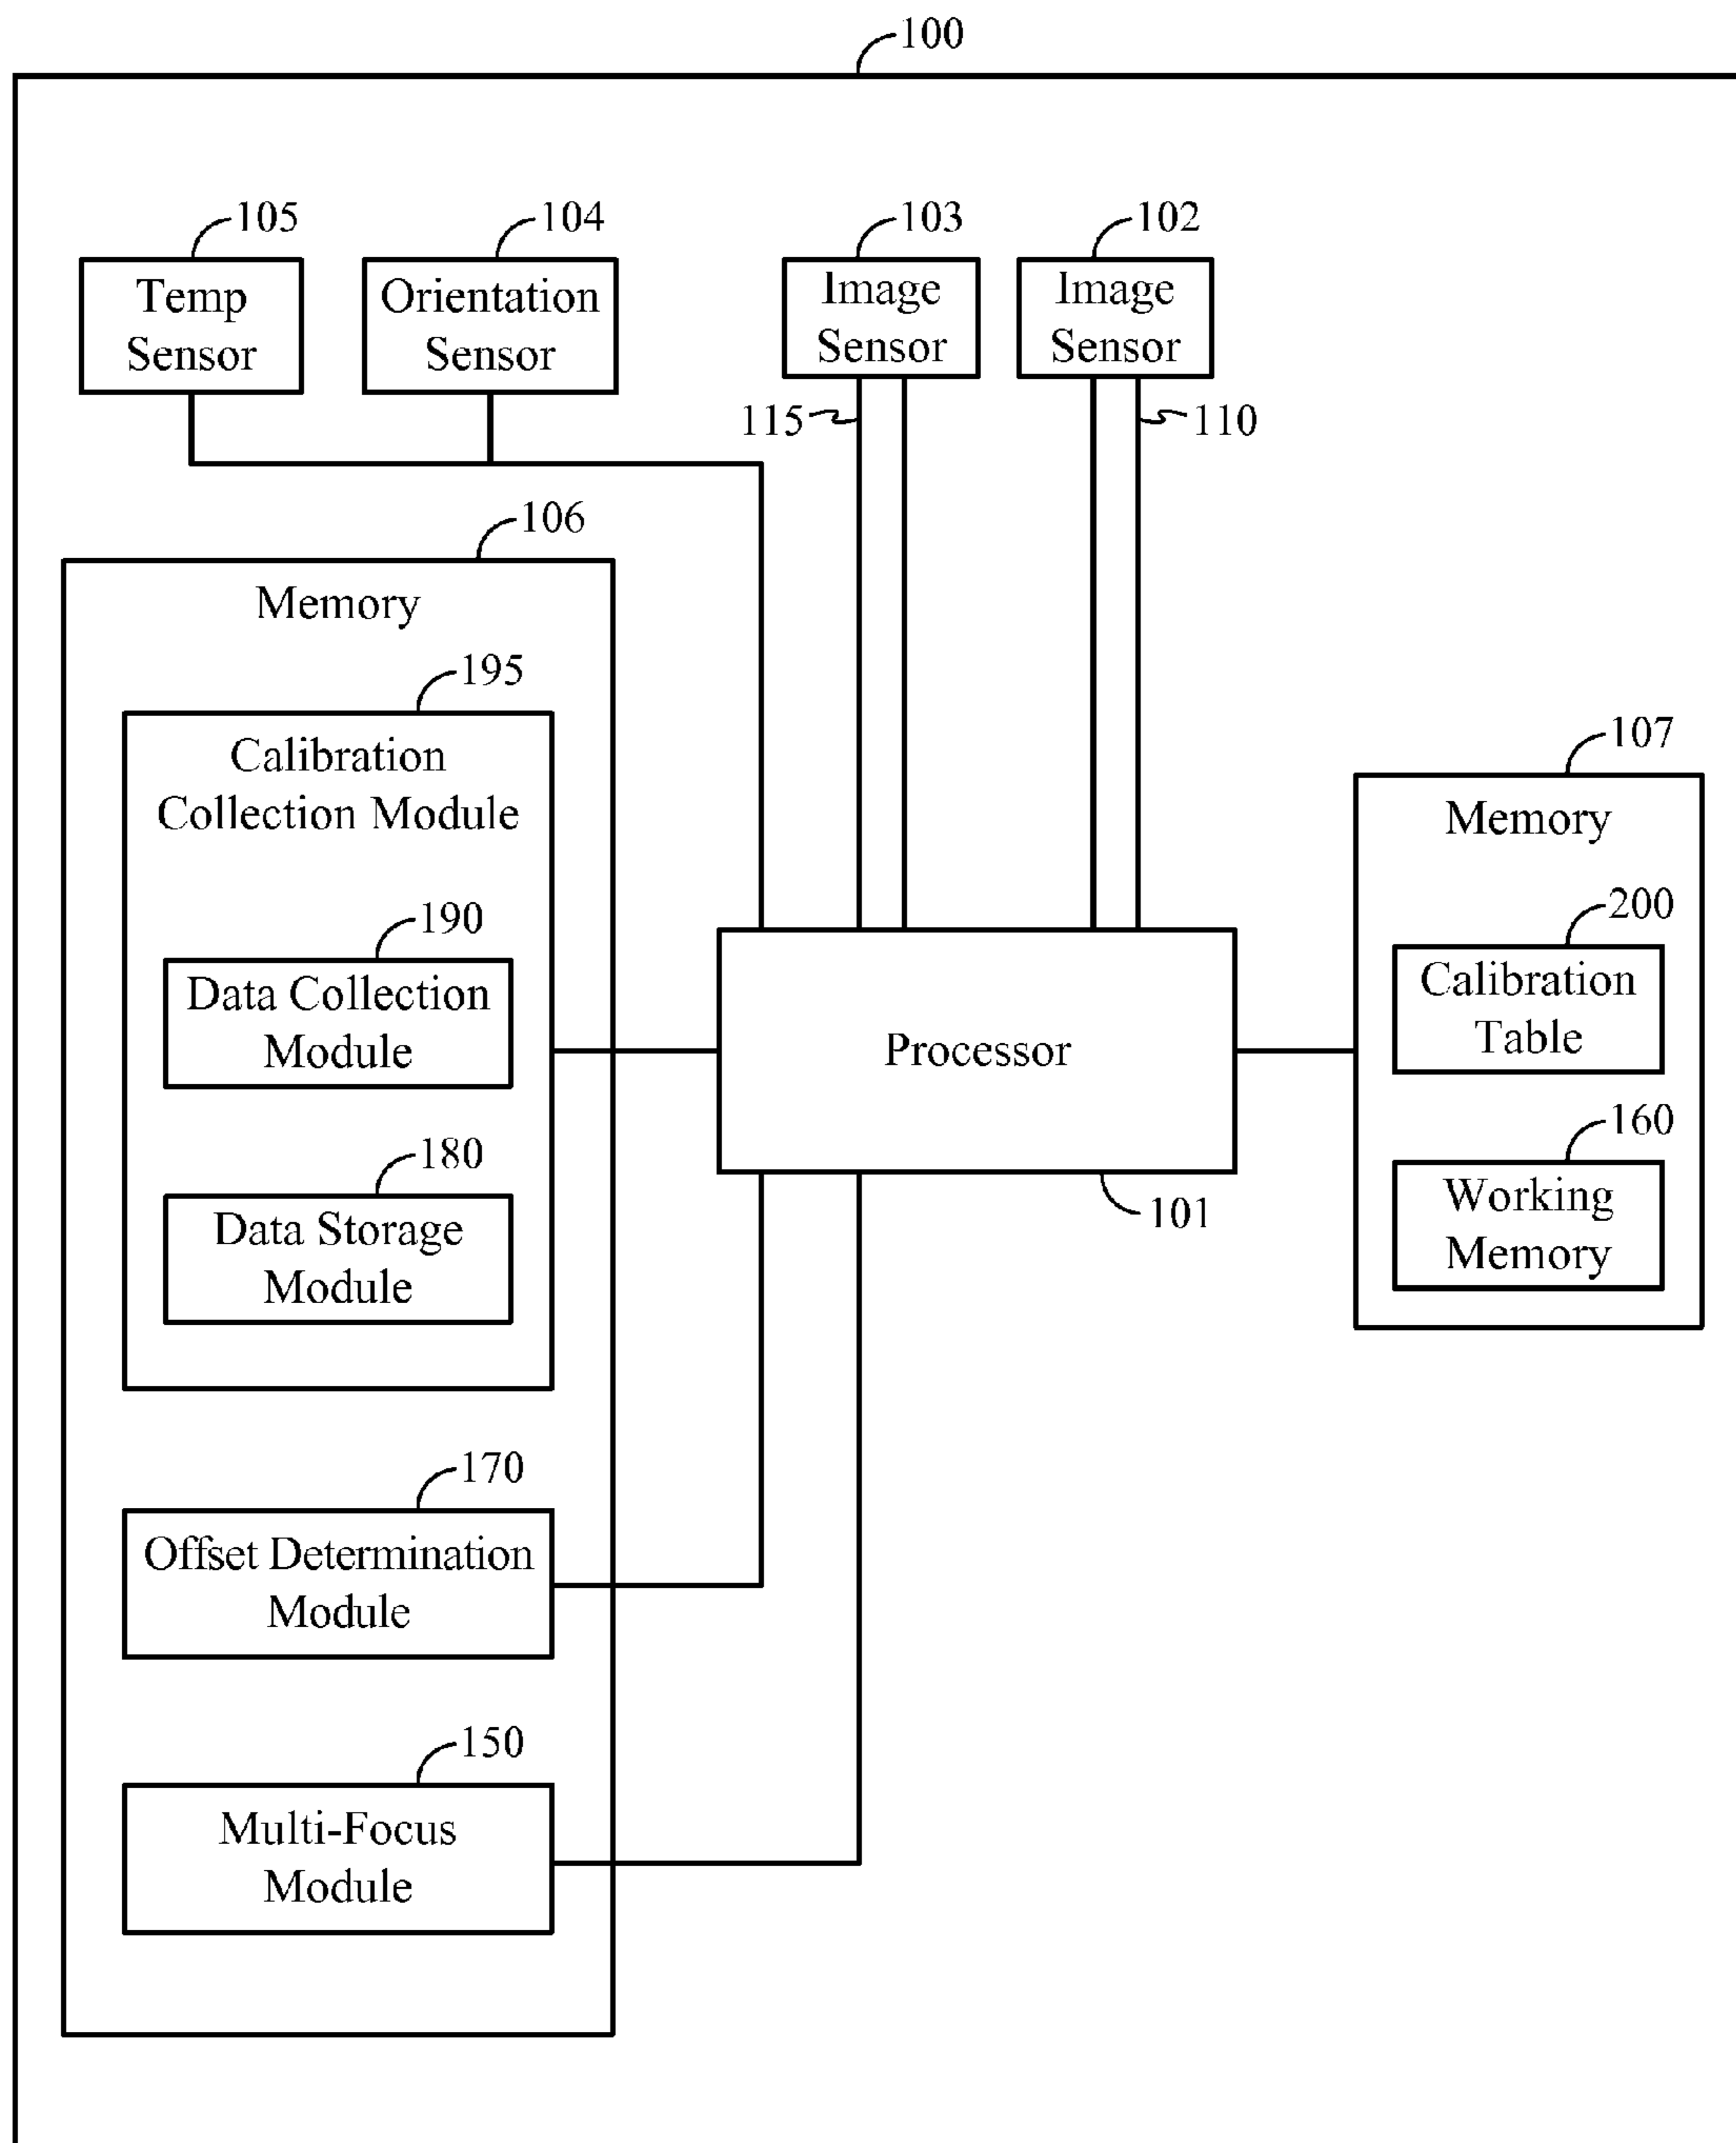 100
105
104
103
102
Temp
Sensor
Orientation
Sensor
Image
Sensor
Image
Sensor
115
110
106
Memory
195
Calibration
Collection Module
190
Data Collection
Module
180
Data Storage
Module
170
Offset Determination
Module
150
Multi-Focus
Module
Processor
101
107
Memory
200
Calibration
Table
160
Working
Memory